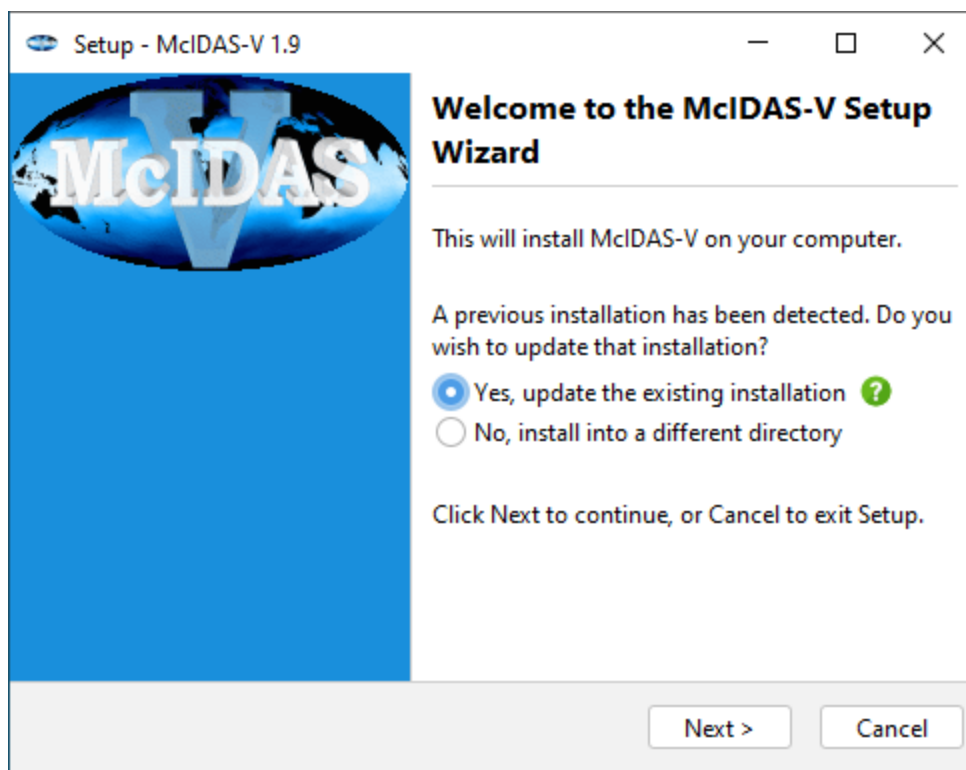 Setup - McIDAS-V 1.9
V
McIDAS
Welcome to the McIDAS-V Setup
Wizard
This will install McIDAS-V on your computer.
A previous installation has been detected. Do you
wish to update that installation?
Yes, update the existing installation ?
No, install into a different directory
Click Next to continue, or Cancel to exit Setup.
Next >
Cancel